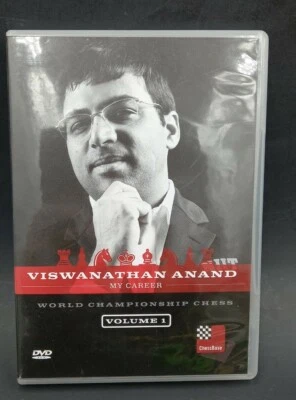 VISWANATHAN ANAND
MY CAREER
WORLD CHAMPIONSHIP CHESS
VOLUME 1
DVD
ChessBase